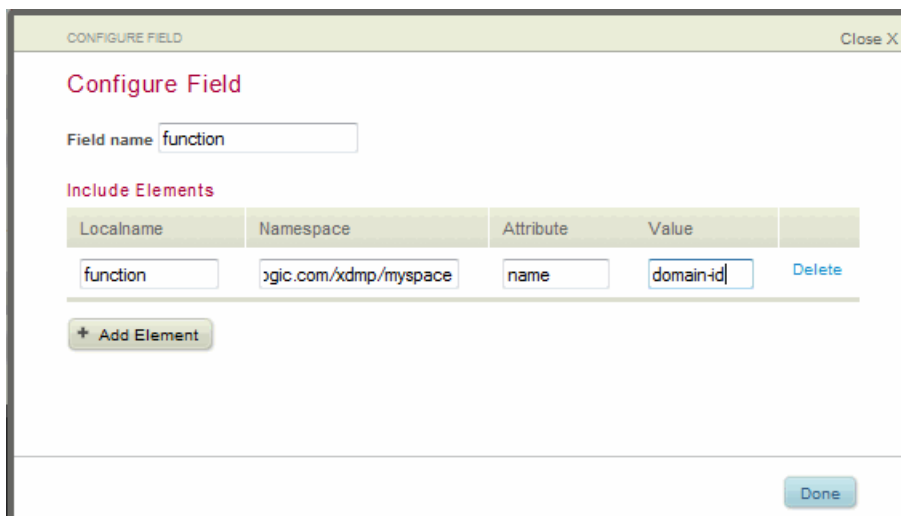 CONFIGURE FIELD Close X
Configure Field
Field name function
Include Elements
Localname Namespace Attribute Value
function ogic.com/xdmp/myspace name domain-id Delete
+ Add Element
Done